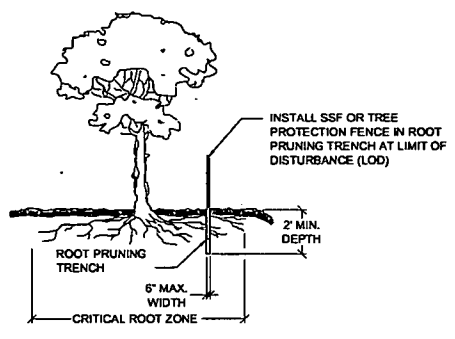 INSTALL SSF OR TREE
PROTECTION FENCE IN ROOT
PRUNING TRENCH AT LIMIT OF
DISTURBANCE (LOD)
2' MIN.
DEPTH
ROOT PRUNING
TRENCH
6" MAX.
WIDTH
CRITICAL ROOT ZONE